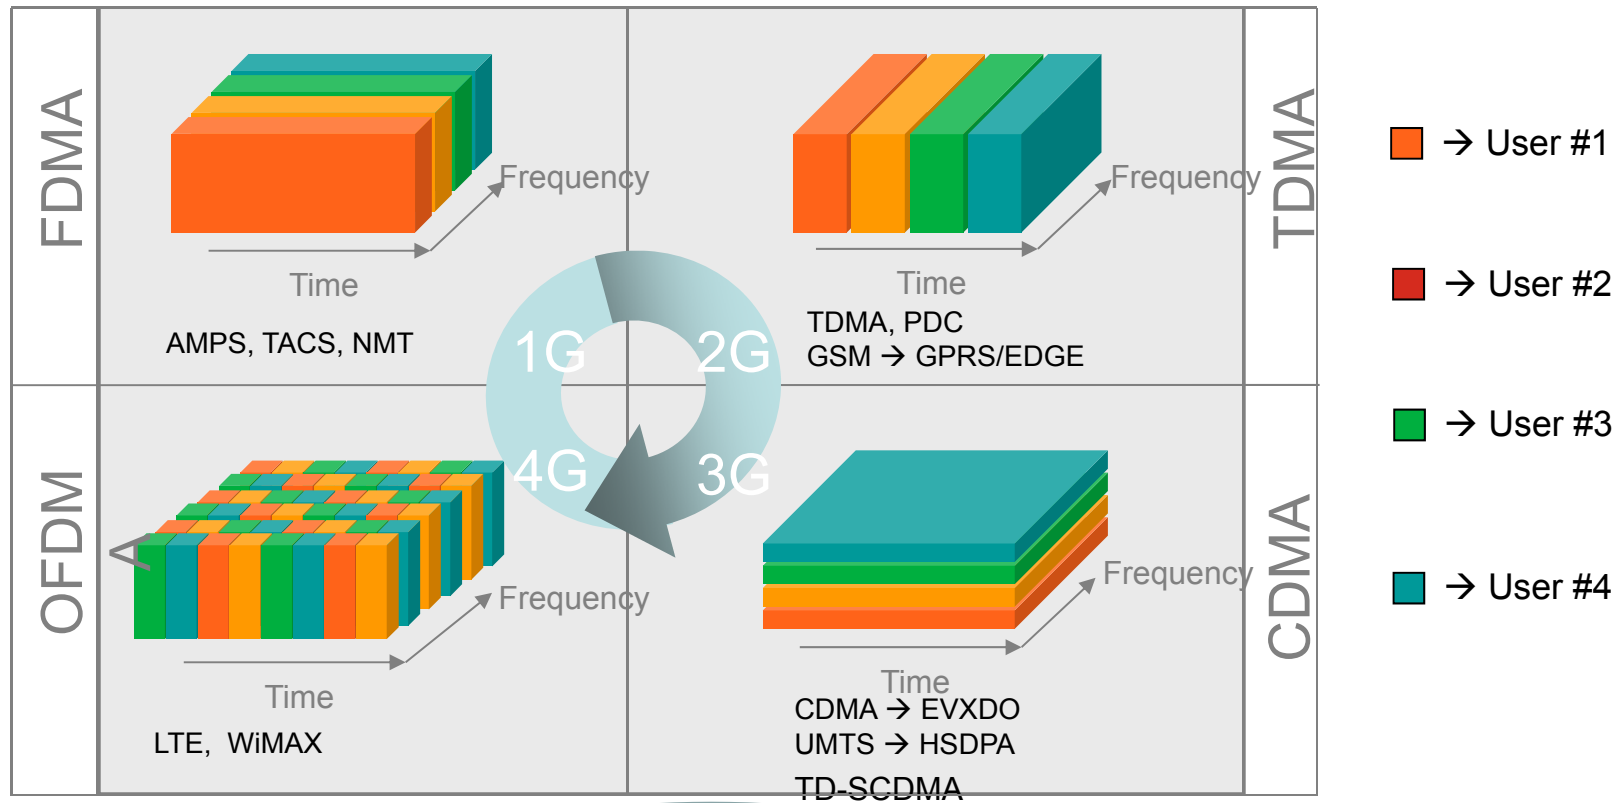 FDMA
Frequency
Time
AMPS, TACS, NMT
1G
2G
Frequency
Time
TDMA, PDC
GSM → GPRS/EDGE
TDMA
→ User #1
→ User #2
→ User #3
→ User #4
OFDM
A
Frequency
Time
LTE, WiMAX
4G
3G
Frequency
Time
CDMA → EVXDO
UMTS → HSDPA
TD-SCDMA
CDMA